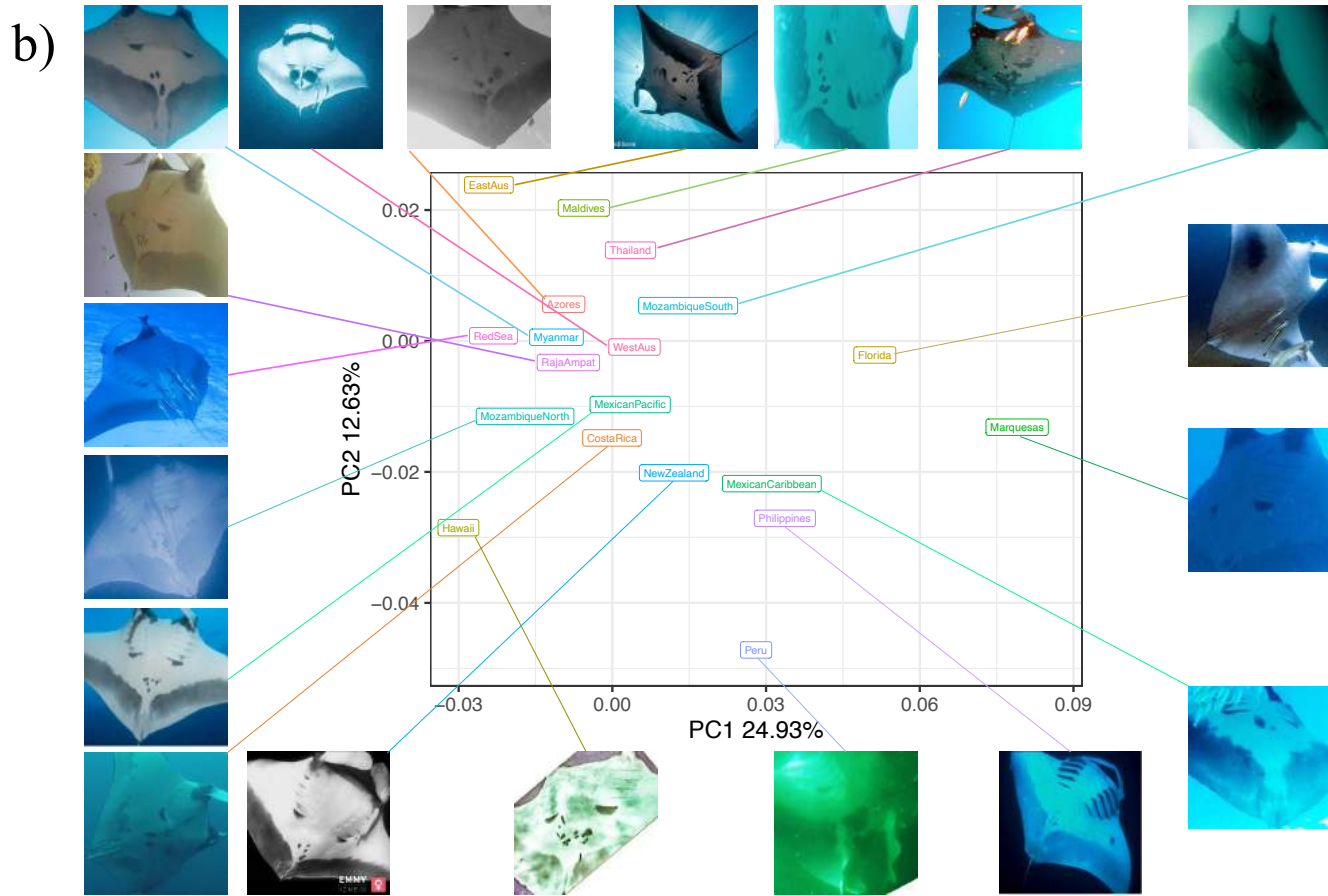 b)
EastAus
Maldives
0.02
Thailand
Azores
MozambiqueSouth
RedSea
Myanmar
0.00
WestAus
Florida
RajaAmpat
MexicanPacific
MozambiqueNorth
Marquesas
CostaRica
PC2 12.63%
−0.02
NewZealand
MexicanCaribbean
Philippines
Hawaii
−0.04
Peru
−0.03 0.00 0.03 0.06 0.09
PC1 24.93%
EMMY